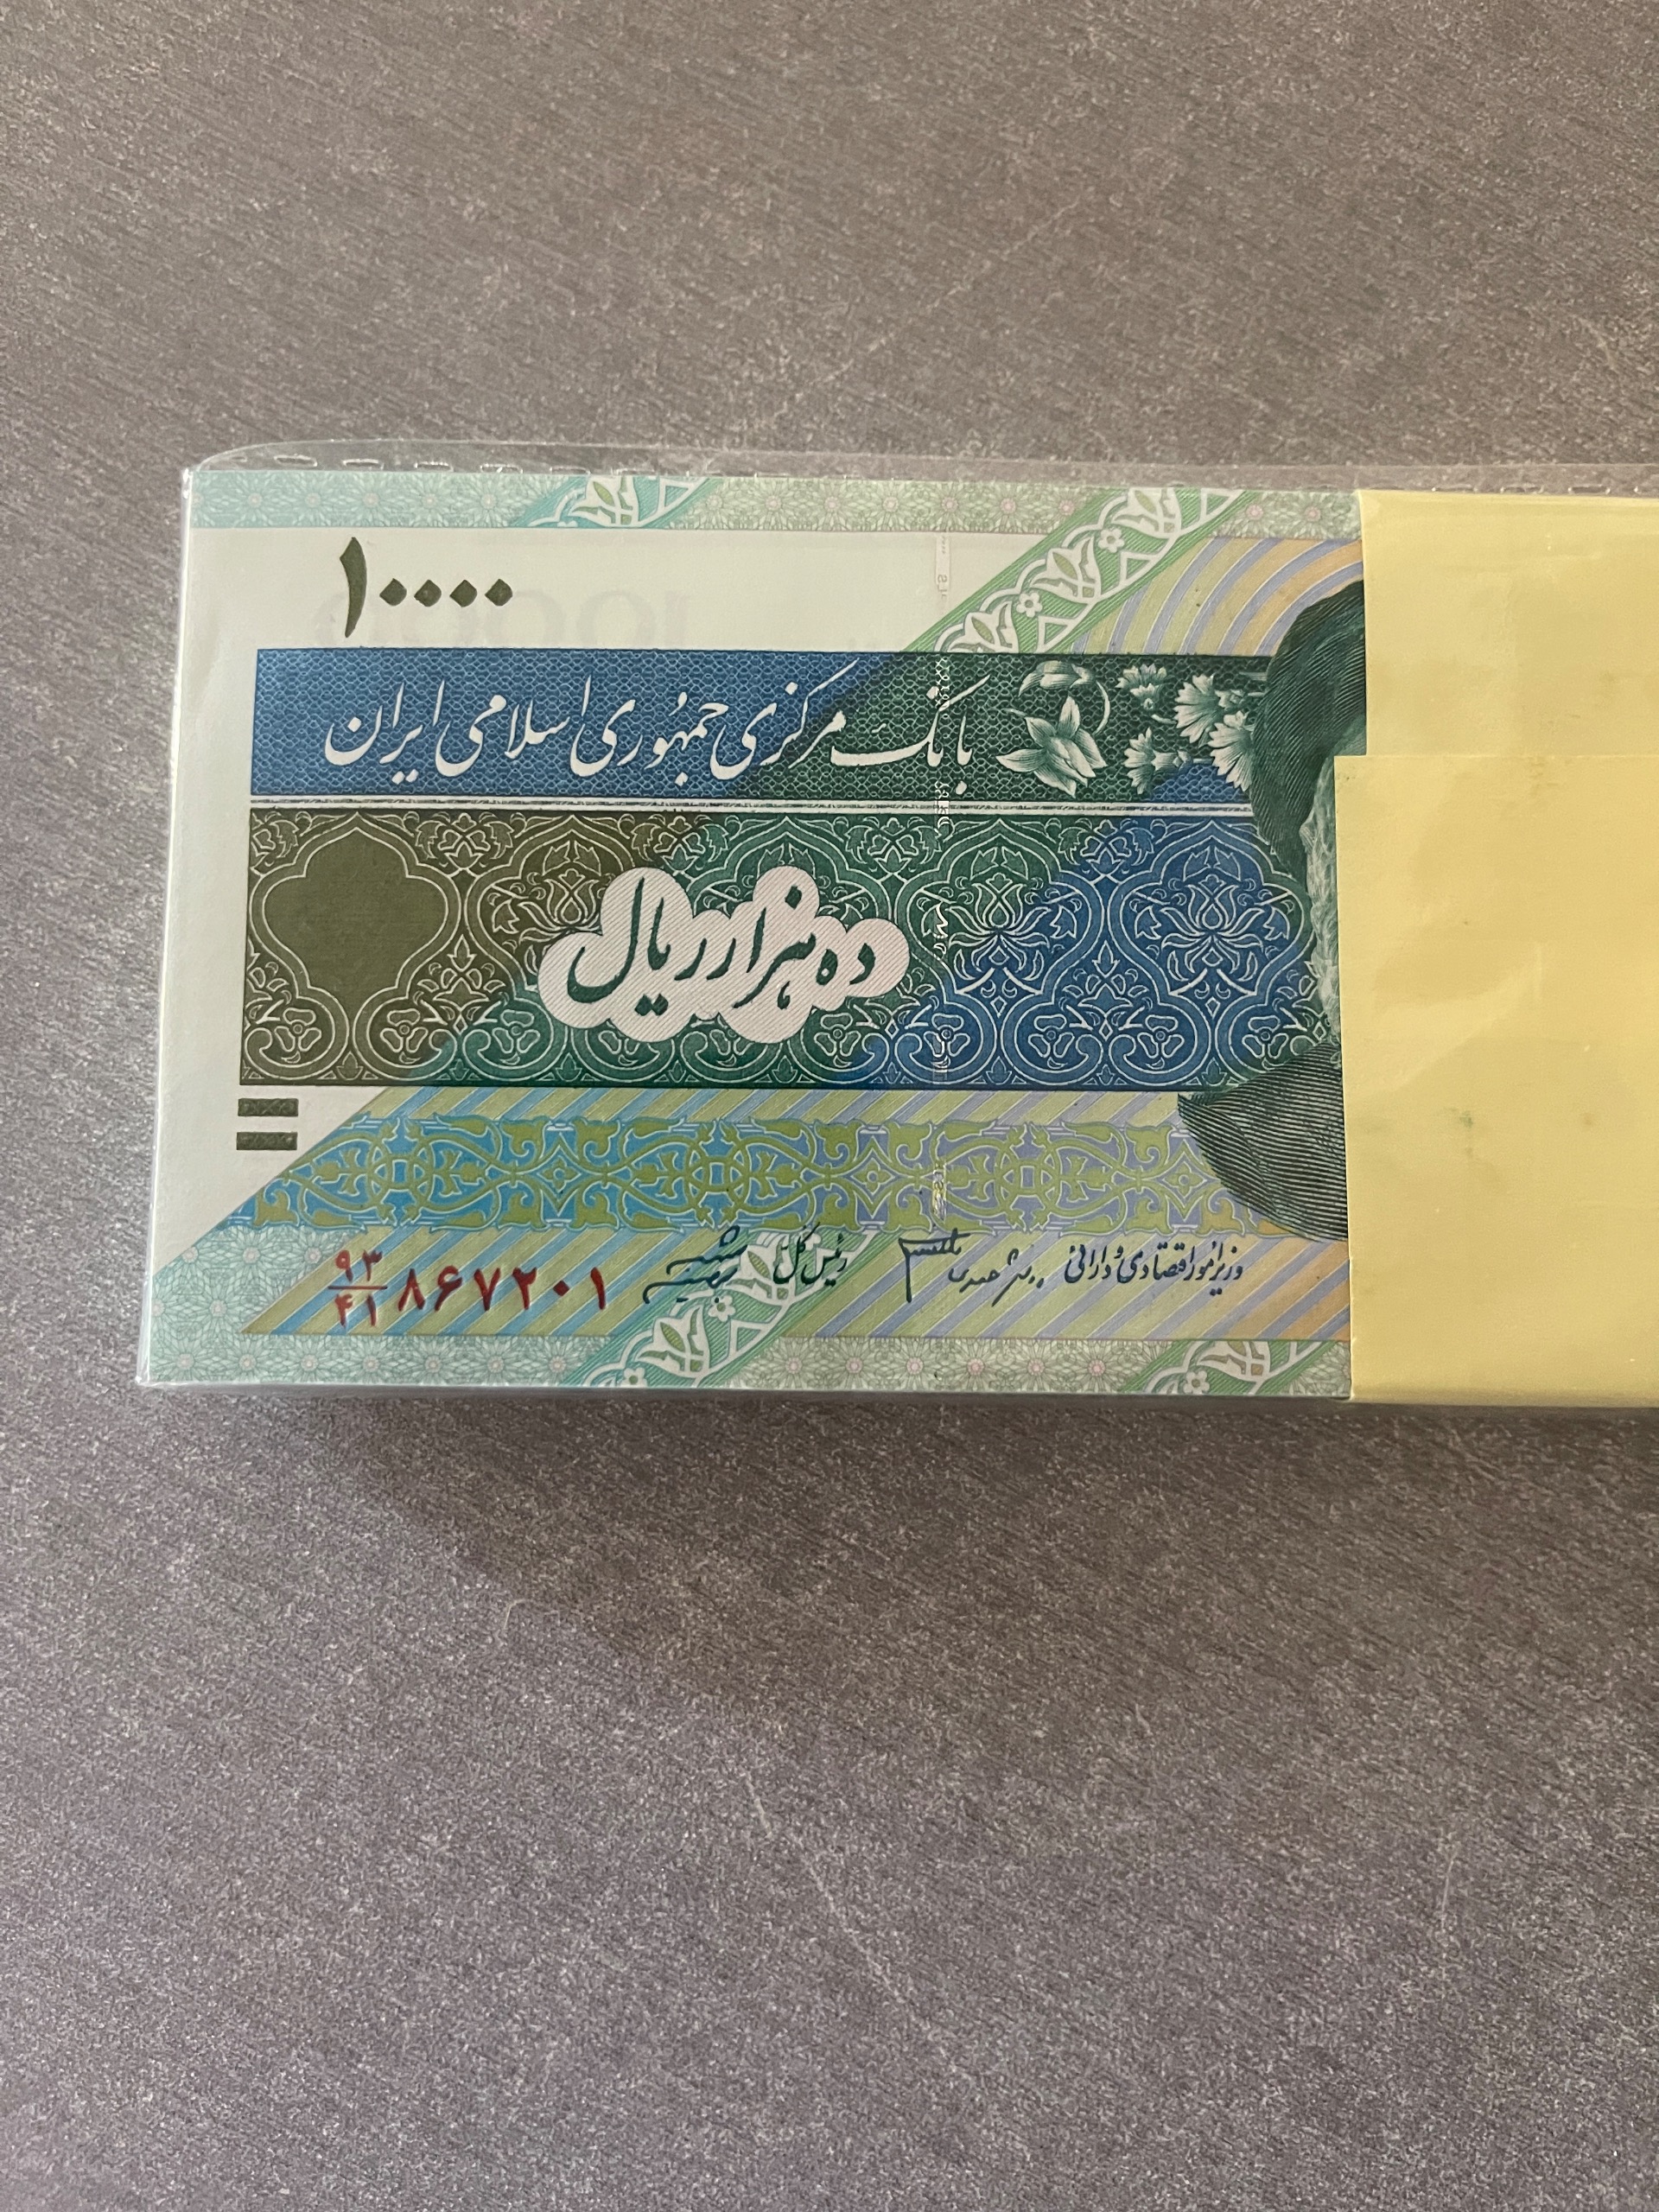 ۱۰۰۰۰
بانک مرکزی جمهوری اسلامی ایران
ده هزار ریال
وزیر امور اقتصادی و دارائی
رئیس کل
۹۳
۴۱
۸۶۷۲۰۱